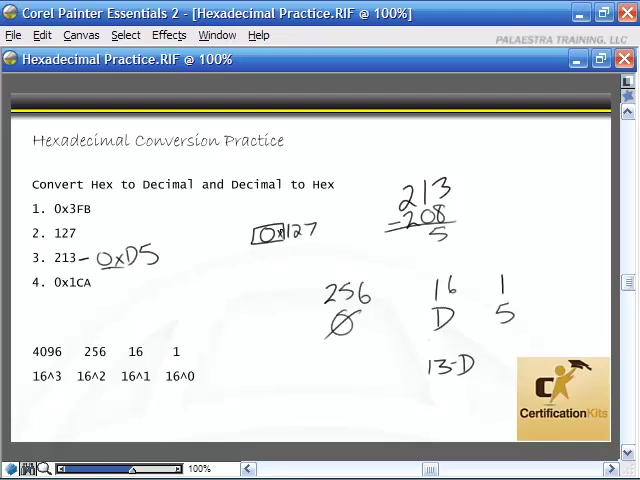 Corel Painter Essentials 2 - [Hexadecimal Practice.RIF @ 100%]
File Edit Canvas Select Effects Window Help
PALAESTRA TRAINING, LLC
Hexadecimal Practice.RIF @ 100%
Hexadecimal Conversion Practice
Convert Hex to Decimal and Decimal to Hex
1. 0x3FB
2. 127
0x127
3. 213 - 0xD5
4. 0x1CA
213
- 208
5
256 16 1
Ø D 5
13-D
4096 256 16 1
16^3 16^2 16^1 16^0
CK
CertificationKits
100%